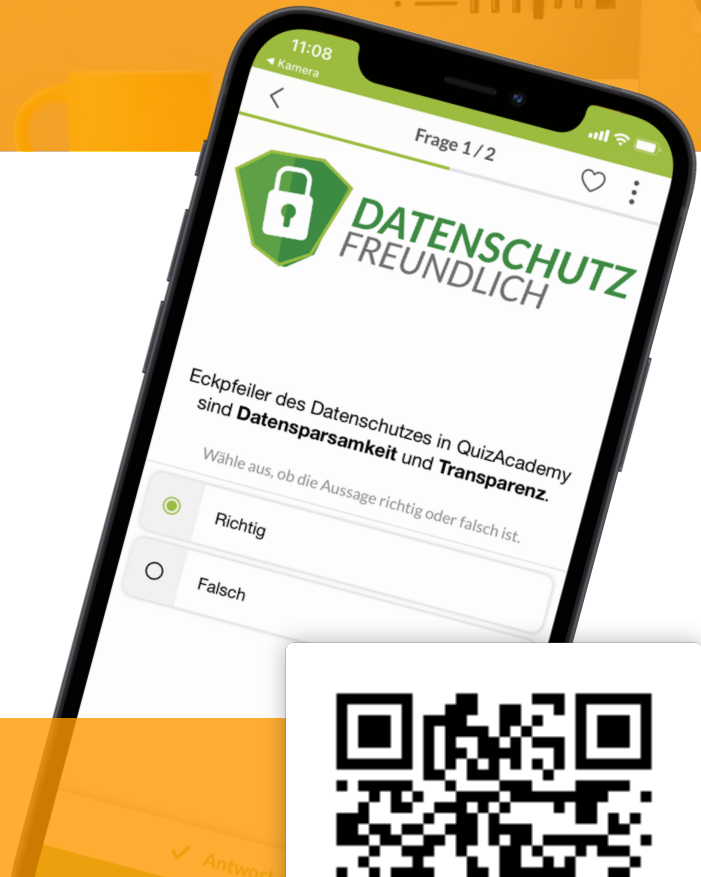 11:08
Kamera
Frage 1 / 2
DATENSCHUTZ
FREUNDLICH
Eckpfeiler des Datenschutzes in QuizAcademy
sind Datensparsamkeit und Transparenz.
Wähle aus, ob die Aussage richtig oder falsch ist.
Richtig
Falsch
Antwort